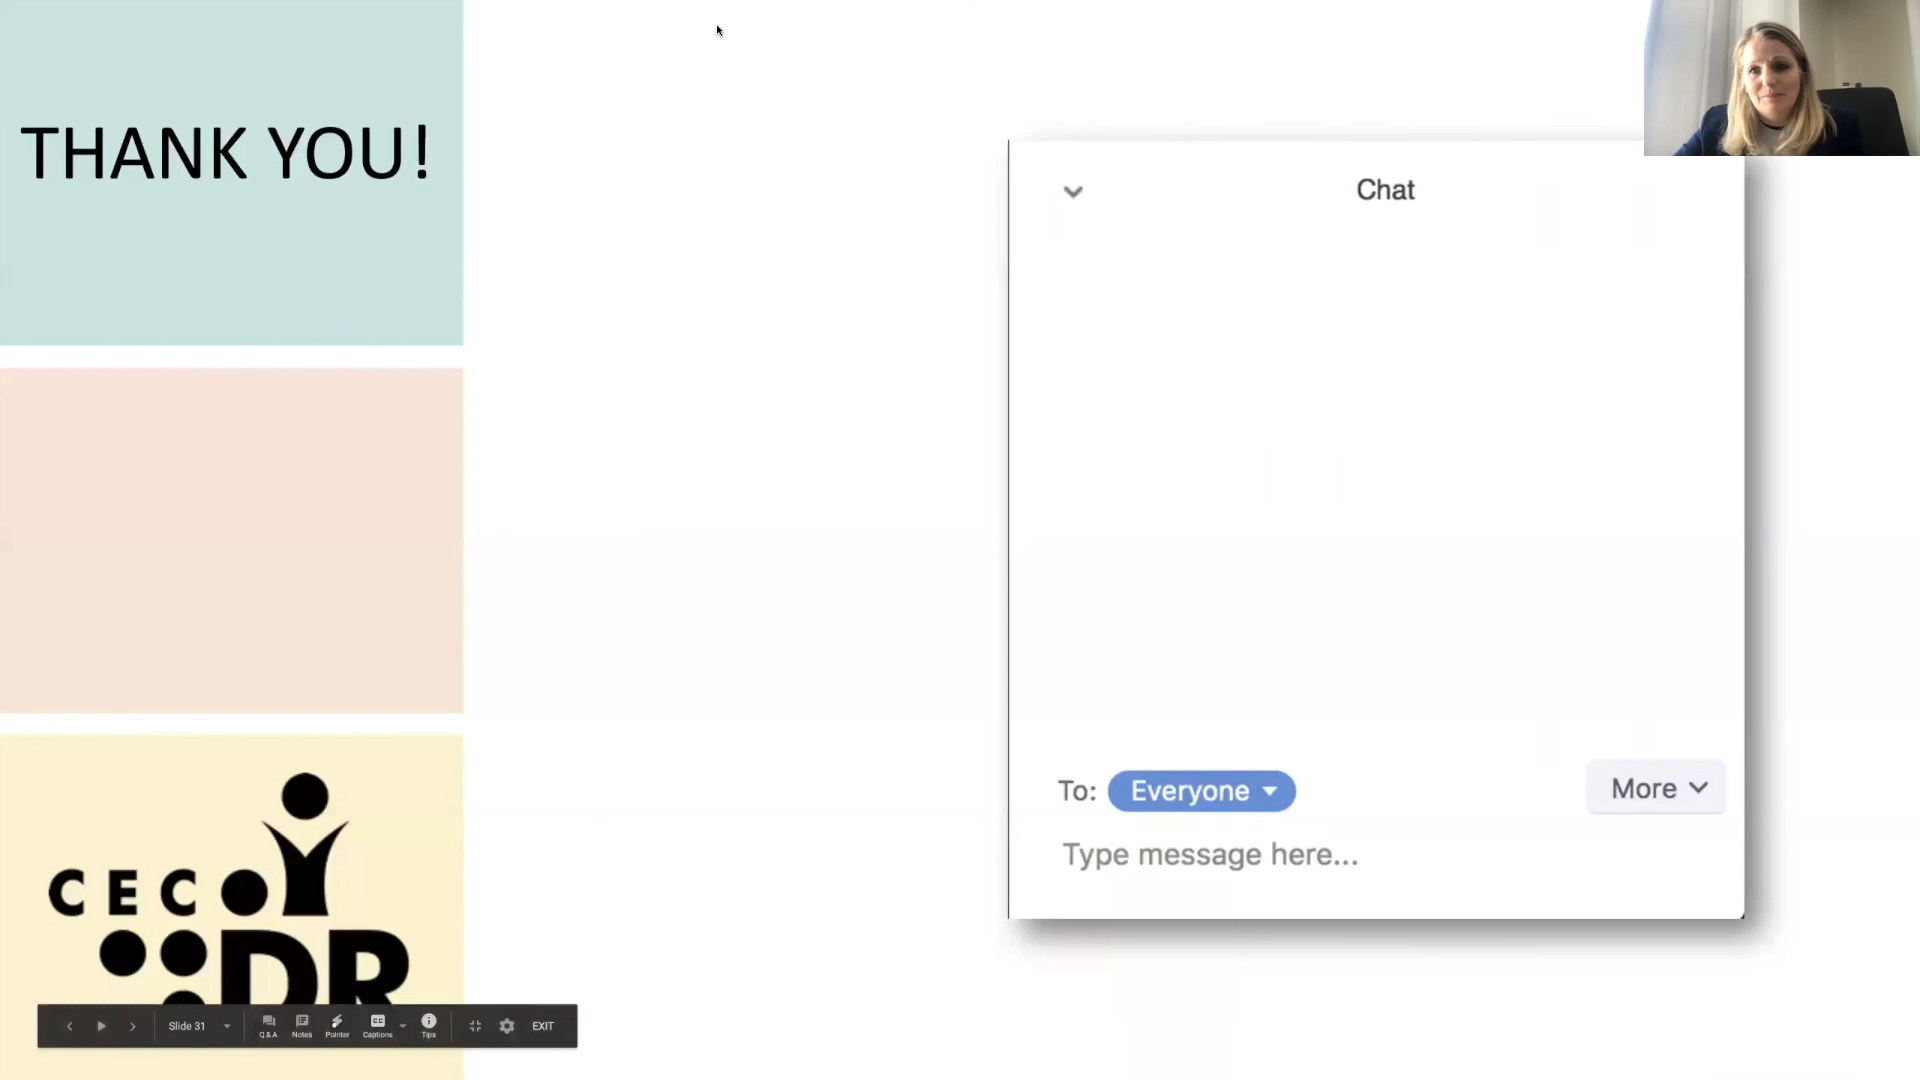 THANK YOU!
Chat
To: Everyone
More
Type message here...
CEC
DR
Slide 31
Q&A
Notes
Pointer
Captions
Tips
EXIT